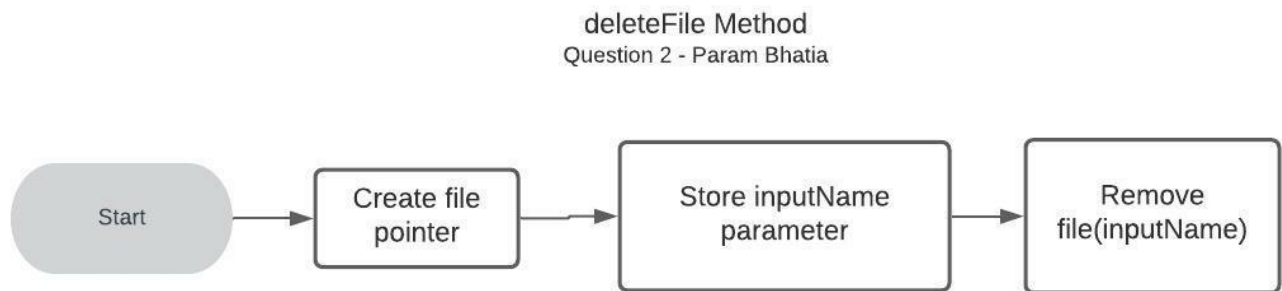 deleteFile Method
Question 2 - Param Bhatia
Start
Create file
pointer
Store inputName
parameter
Remove
file(inputName)